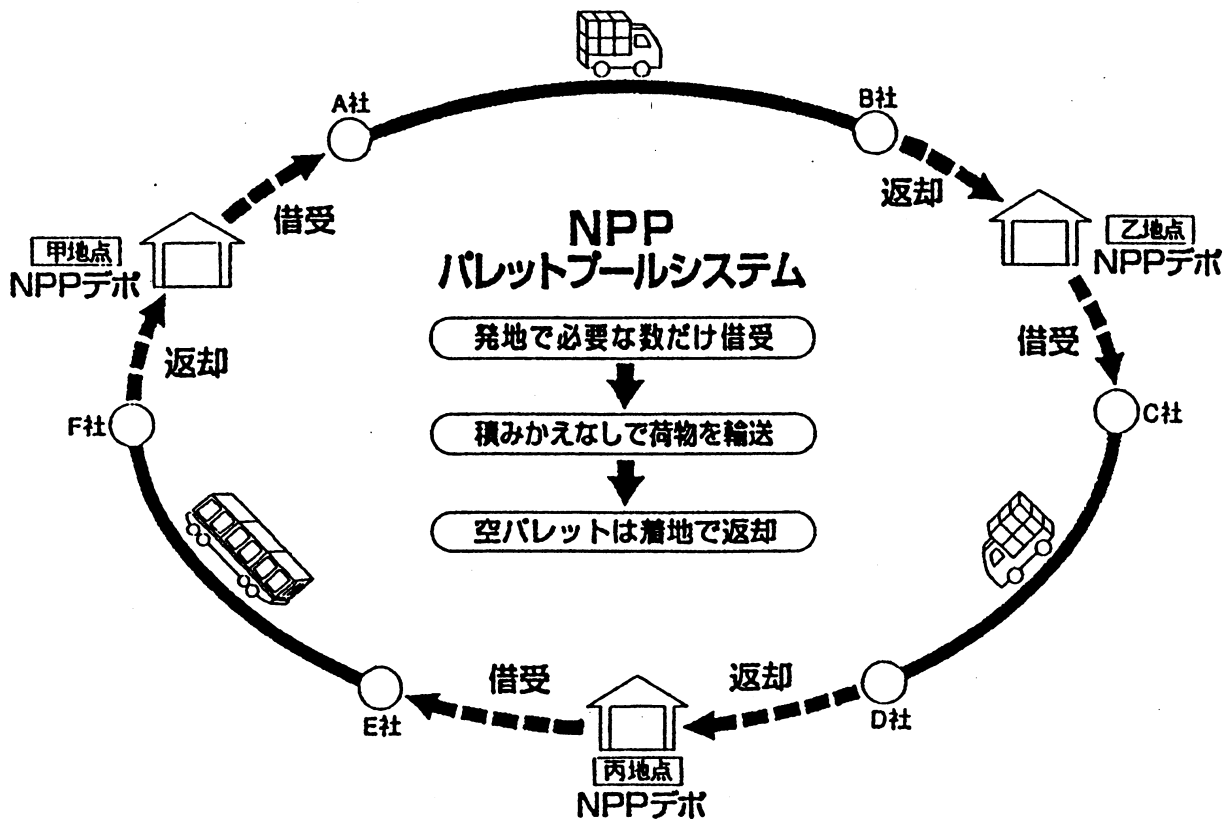 A社
B社
借受
返却
甲地点
NPPデポ
NPP
パレットプールシステム
乙地点
NPPデポ
発地で必要な数だけ借受
積みかえなしで荷物を輸送
空パレットは着地で返却
返却
借受
F社
C社
借受
返却
E社
D社
丙地点
NPPデポ